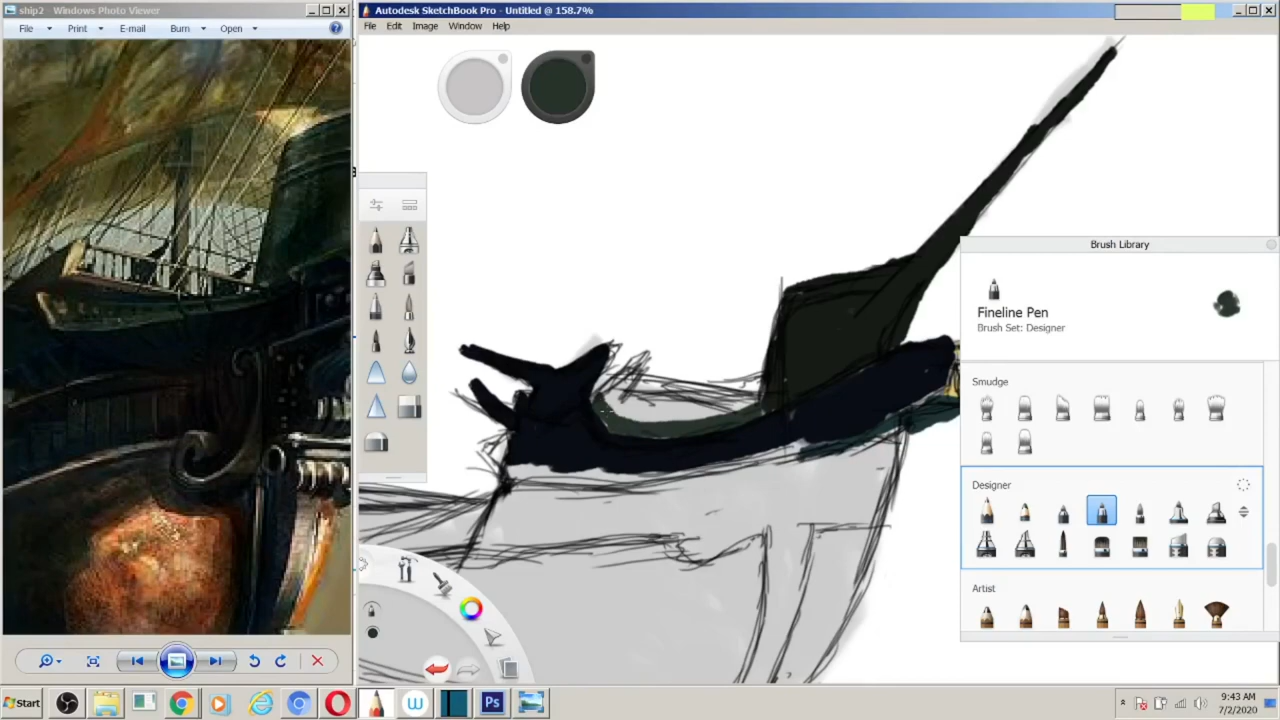 ship2 - Windows Photo Viewer
File Print E-mail Burn Open
Autodesk SketchBook Pro - Untitled @ 158.7%
File Edit Image Window Help
Brush Library
Fineline Pen
Brush Set: Designer
Smudge
Designer
Artist
Start
W
Ps
9:43 AM
7/2/2020